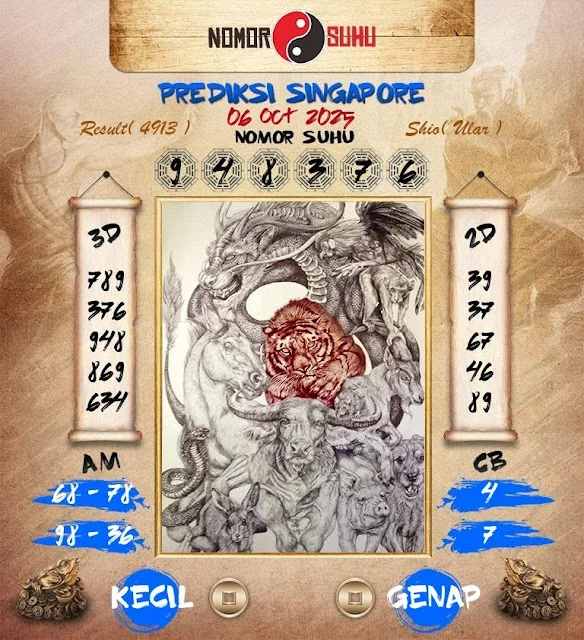 NOMOR SUHU
PREDIKSI SINGAPORE
06 Oct 2025
Result( 4913 )
Shio( Ular )
NOMOR SUHU
9 4 8 3 7 6
3D
789
376
948
869
634
2D
39
37
67
46
89
AM
68 - 78
98 - 36
CB
4
7
KECIL
GENAP